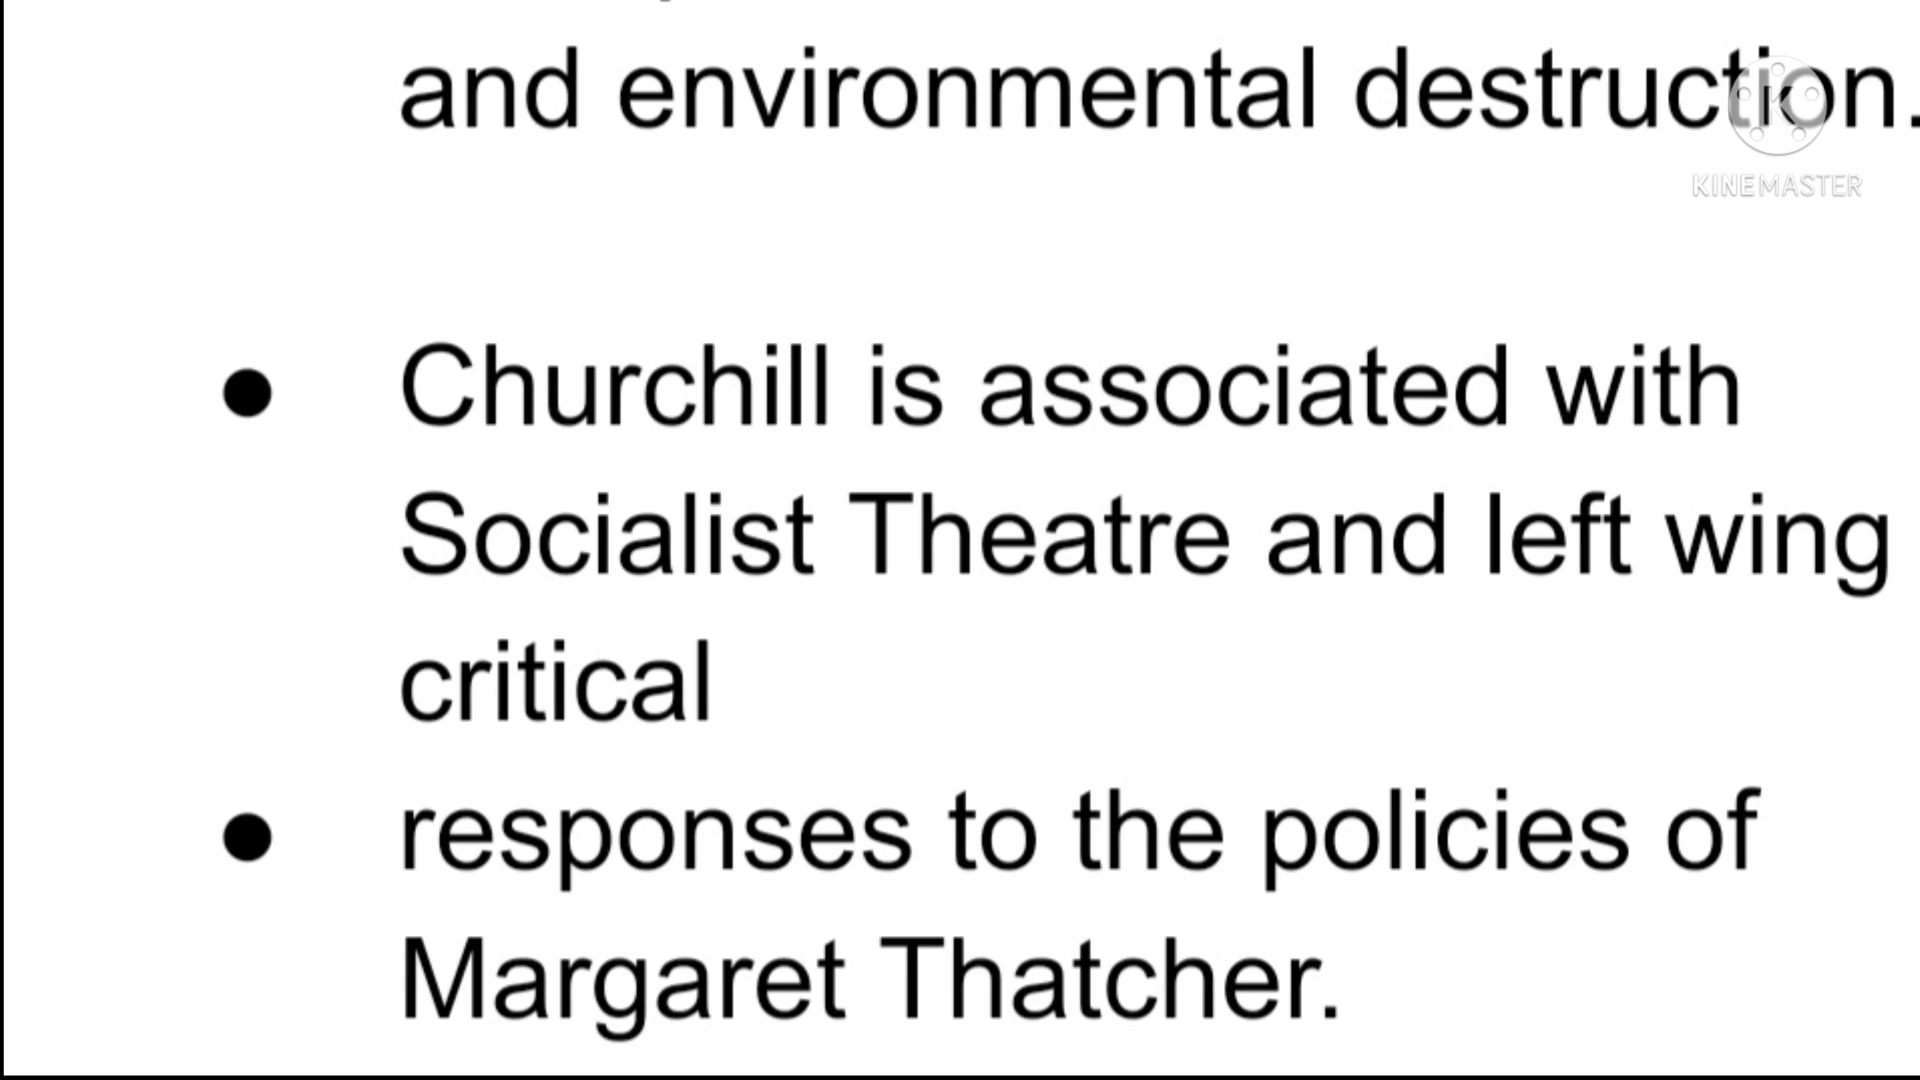 and environmental destruction.
KINEMASTER
● Churchill is associated with
Socialist Theatre and left wing
critical
● responses to the policies of
Margaret Thatcher.